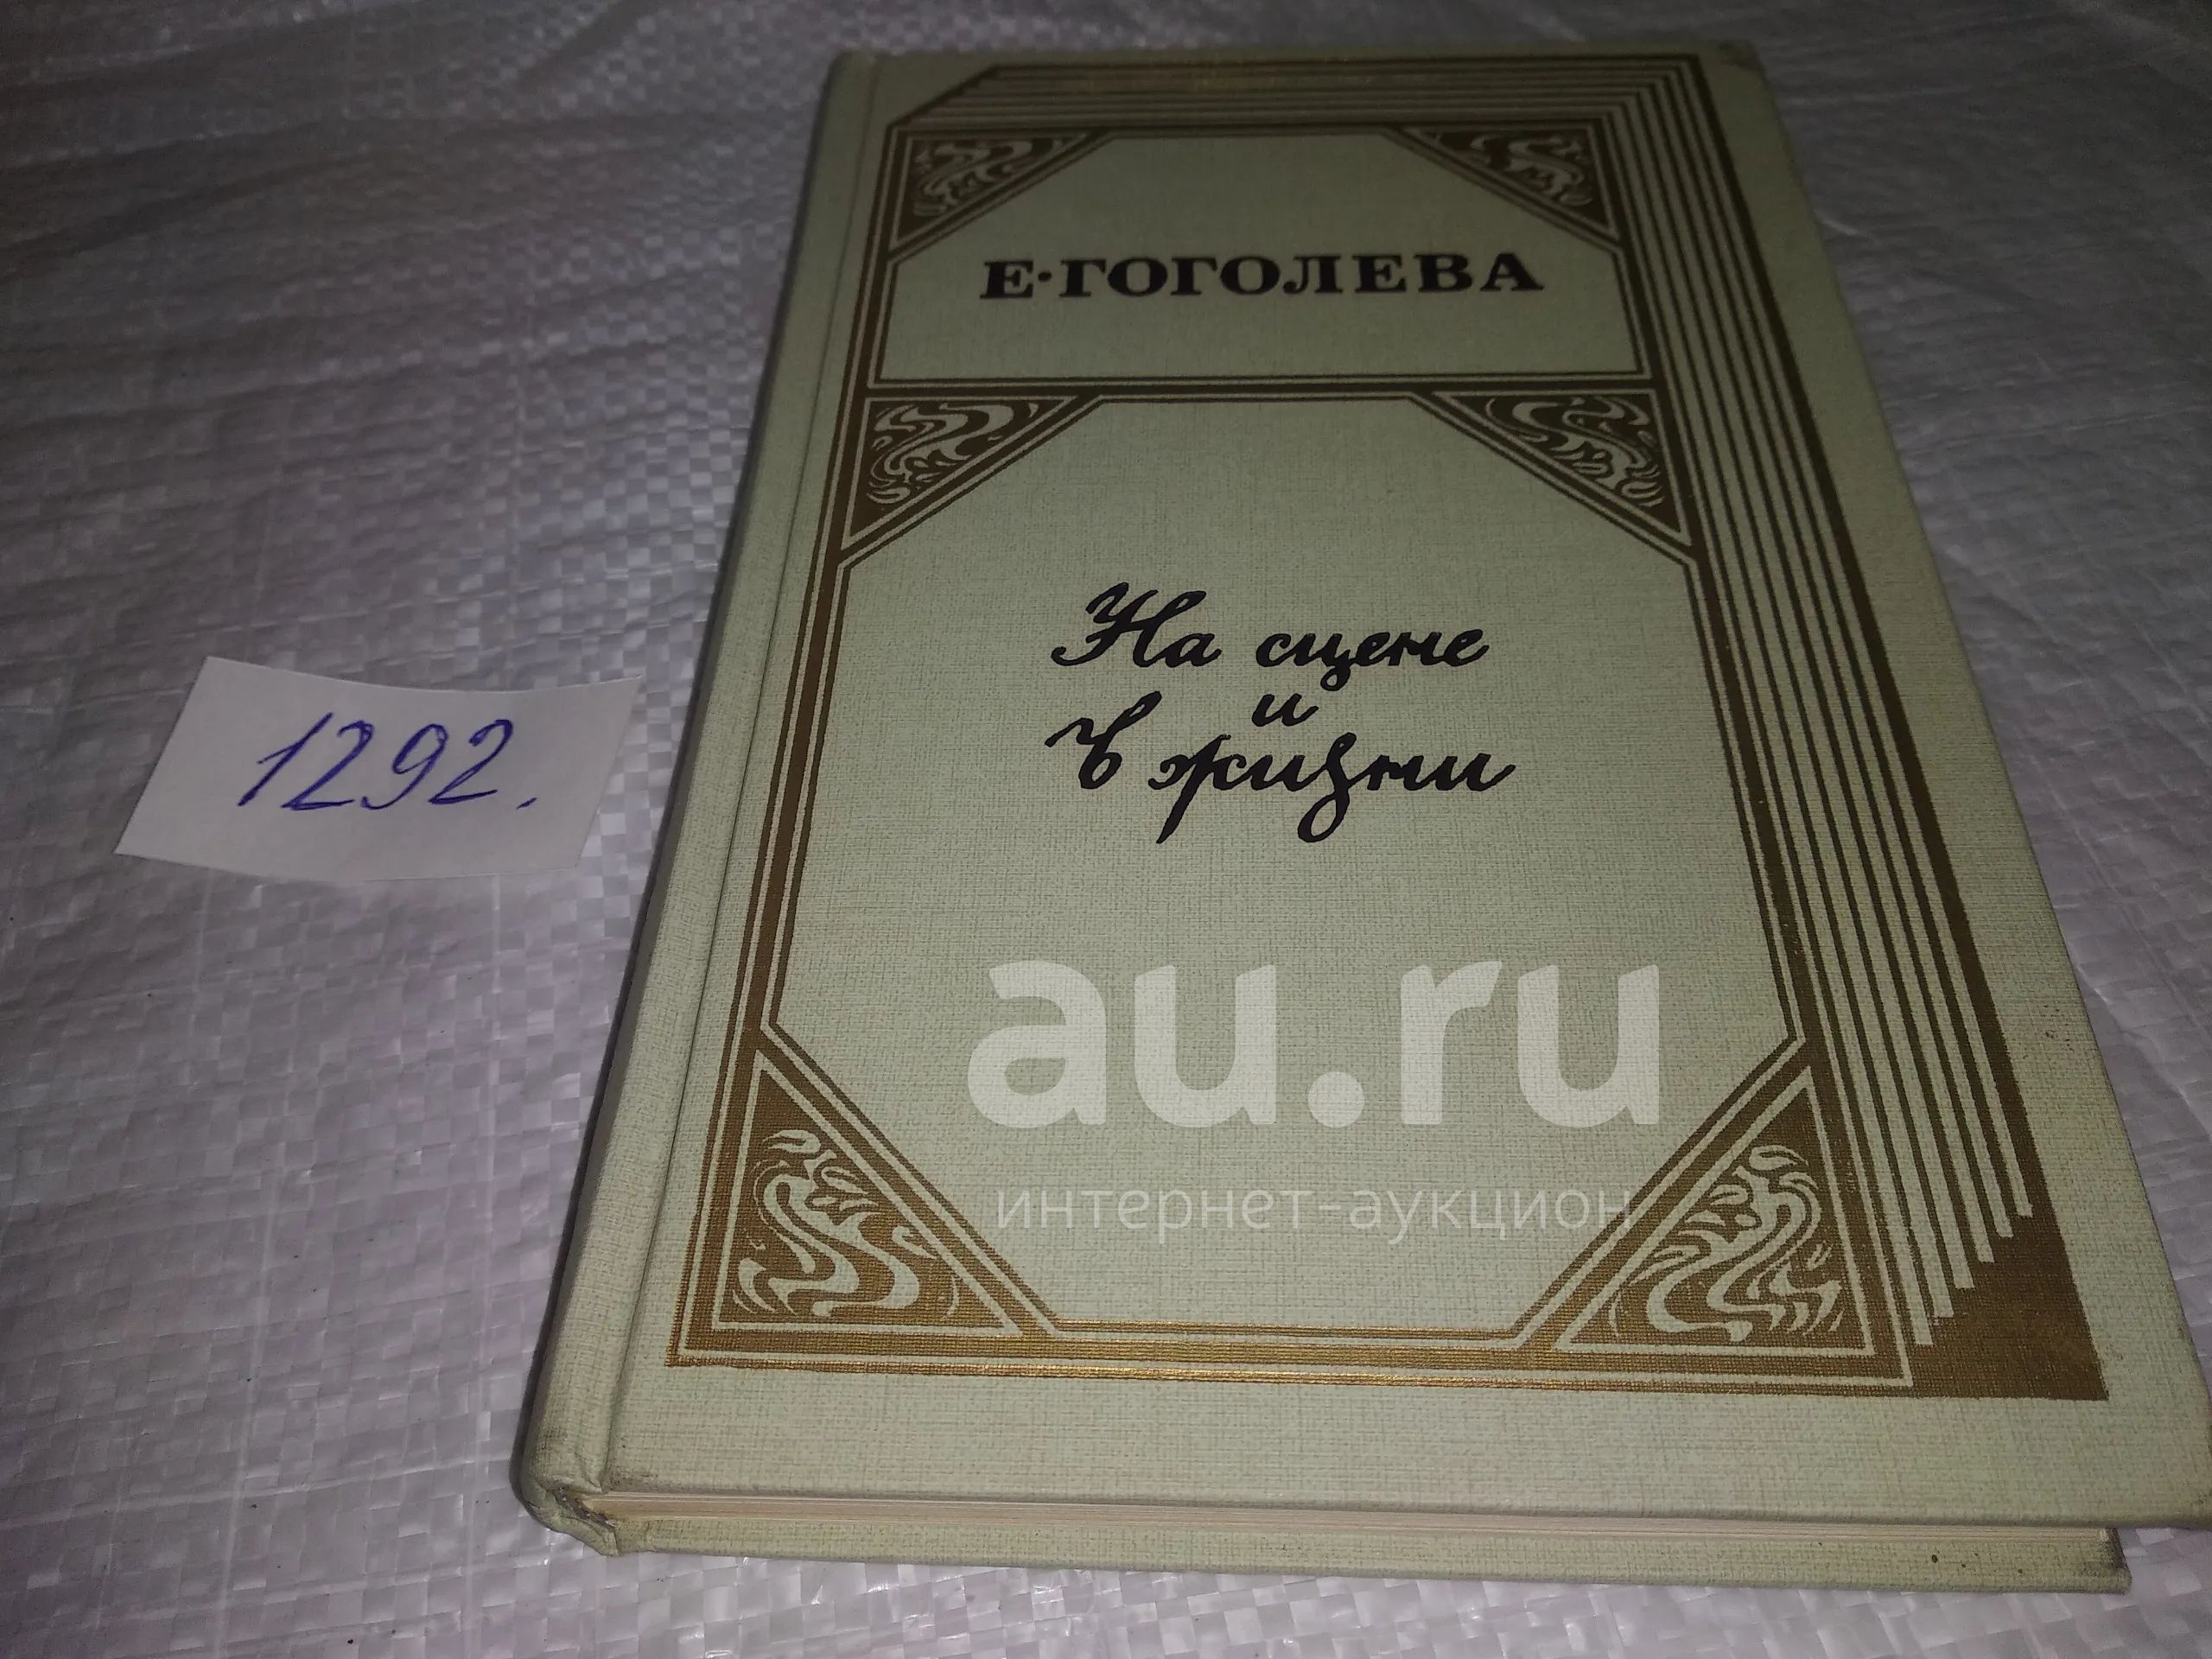 Е·ГОГОЛЕВА
На сцене
и
в жизни
1292.
au.ru
интернет-аукцион